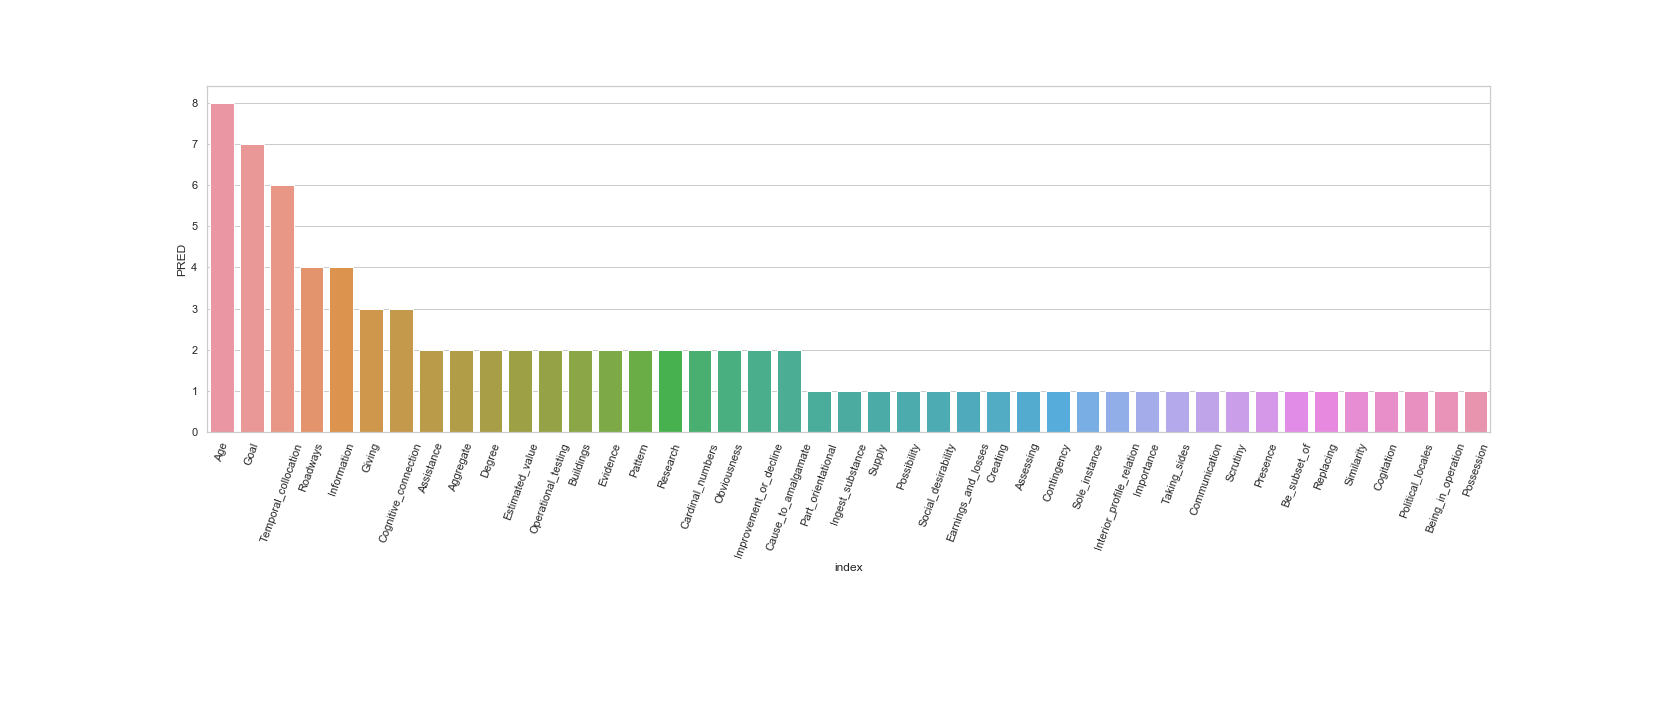 8
7
6
5
4
3
2
1
0
PRED
Age
Goal
Temporal_collocation
Roadways
Information
Giving
Cognitive_connection
Assistance
Aggregate
Degree
Estimated_value
Operational_testing
Buildings
Evidence
Pattern
Research
Cardinal_numbers
Obviousness
Improvement_or_decline
Cause_to_amalgamate
Part_orientational
Ingest_substance
Supply
Possibility
Social_desirability
Earnings_and_losses
Creating
Assessing
Contingency
Sole_instance
Interior_profile_relation
Importance
Taking_sides
Communication
Scrutiny
Presence
Be_subset_of
Replacing
Similarity
Cogitation
Political_locales
Being_in_operation
Possession
index